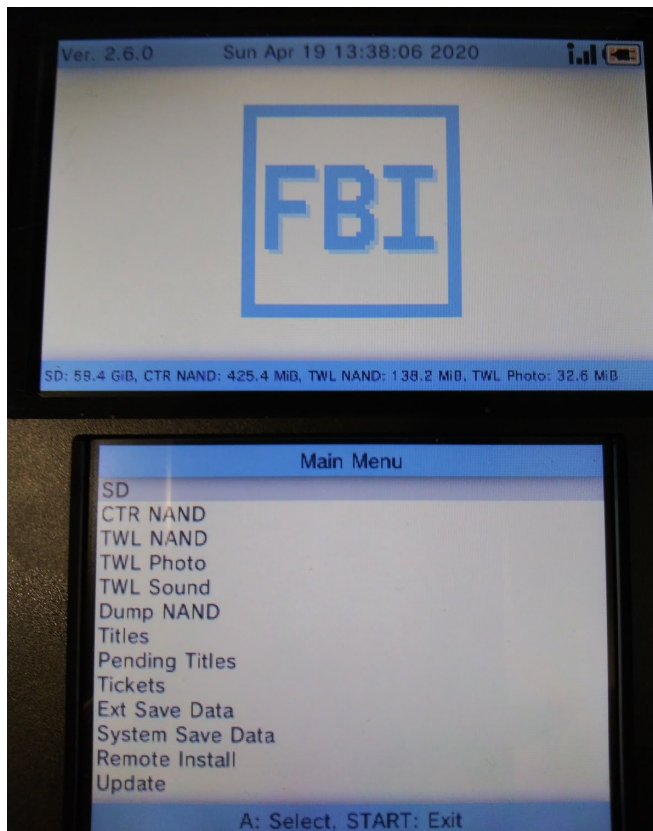 Ver. 2.6.0 Sun Apr 19 13:38:06 2020
FBI
SD: 59.4 GiB, CTR NAND: 425.4 MiB, TWL NAND: 138.2 MiB, TWL Photo: 32.6 MiB
Main Menu
SD
CTR NAND
TWL NAND
TWL Photo
TWL Sound
Dump NAND
Titles
Pending Titles
Tickets
Ext Save Data
System Save Data
Remote Install
Update
A: Select, START: Exit